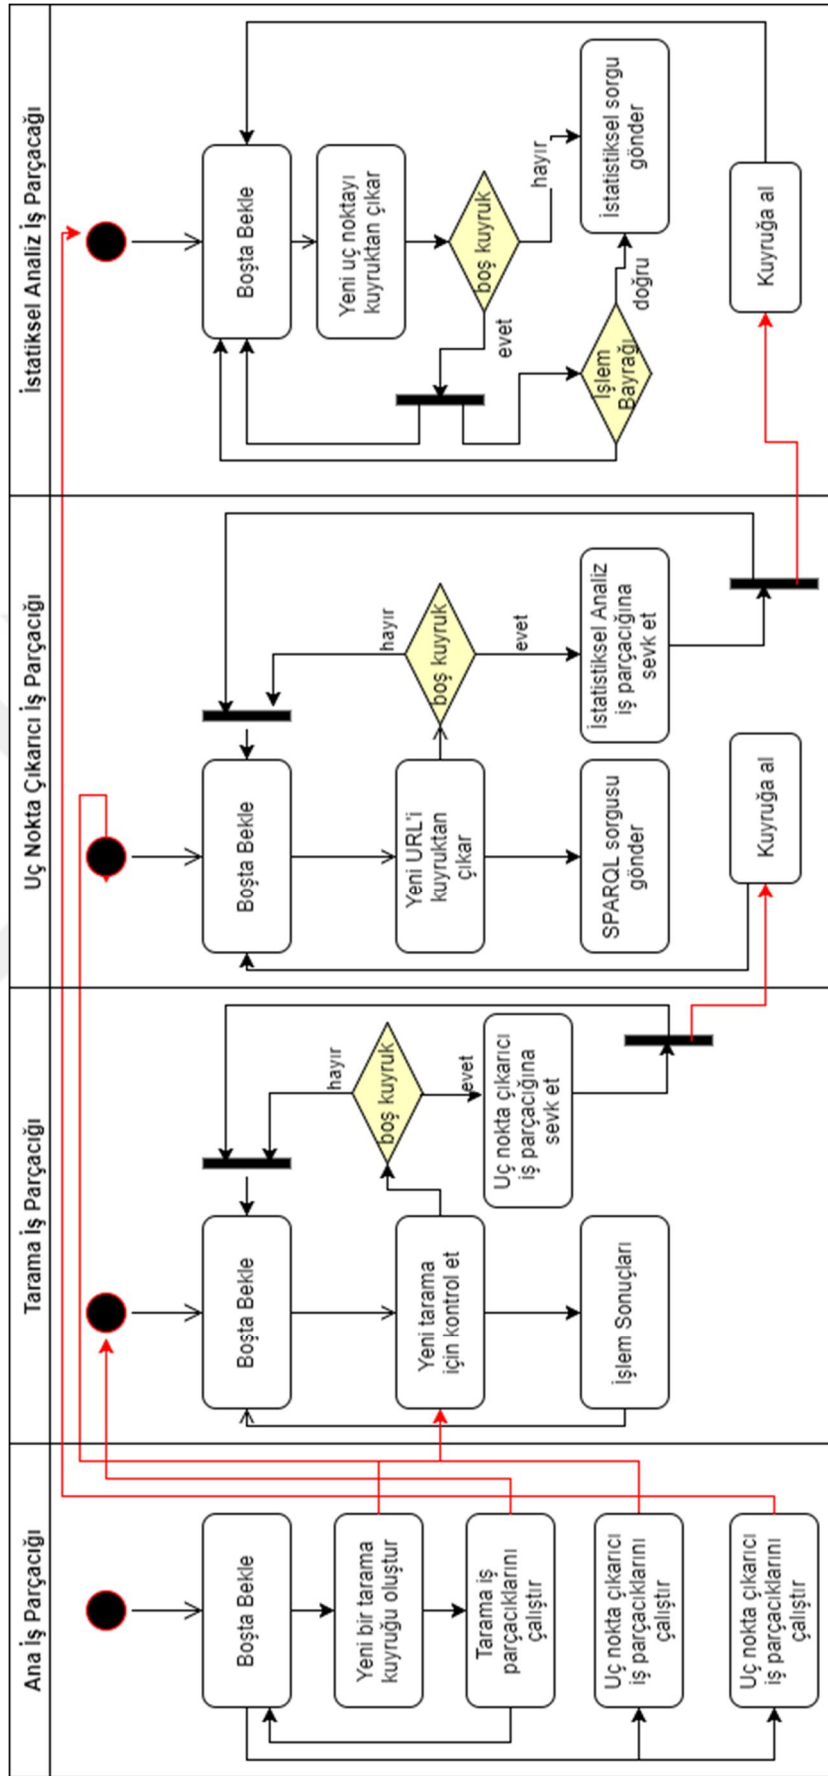 Ana İş Parçacığı
Boşta Bekle
Yeni bir tarama
kuyruğu oluştur
Tarama iş
parçacıklarını
çalıştır
Uç nokta çıkarıcı
iş parçacıklarını
çalıştır
Uç nokta çıkarıcı
iş parçacıklarını
çalıştır
Tarama İş Parçacığı
Boşta Bekle
Yeni tarama
için kontrol et
İşlem Sonuçları
boş kuyruk
hayır
evet
Uç nokta çıkarıcı
iş parçacığına
sevk et
Uç Nokta Çıkarıcı İş Parçacığı
Boşta Bekle
Yeni URL'i
kuyruktan
çıkar
SPARQL sorgusu
gönder
Kuyruğa al
boş kuyruk
hayır
evet
İstatistiksel Analiz
iş parçacığına
sevk et
İstatiksel Analiz İş Parçacağı
Boşta Bekle
Yeni uç noktayı
kuyruktan çıkar
boş kuyruk
evet
hayır
İşlem
Bayrağı
doğru
İstatistiksel sorgu
gönder
Kuyruğa al